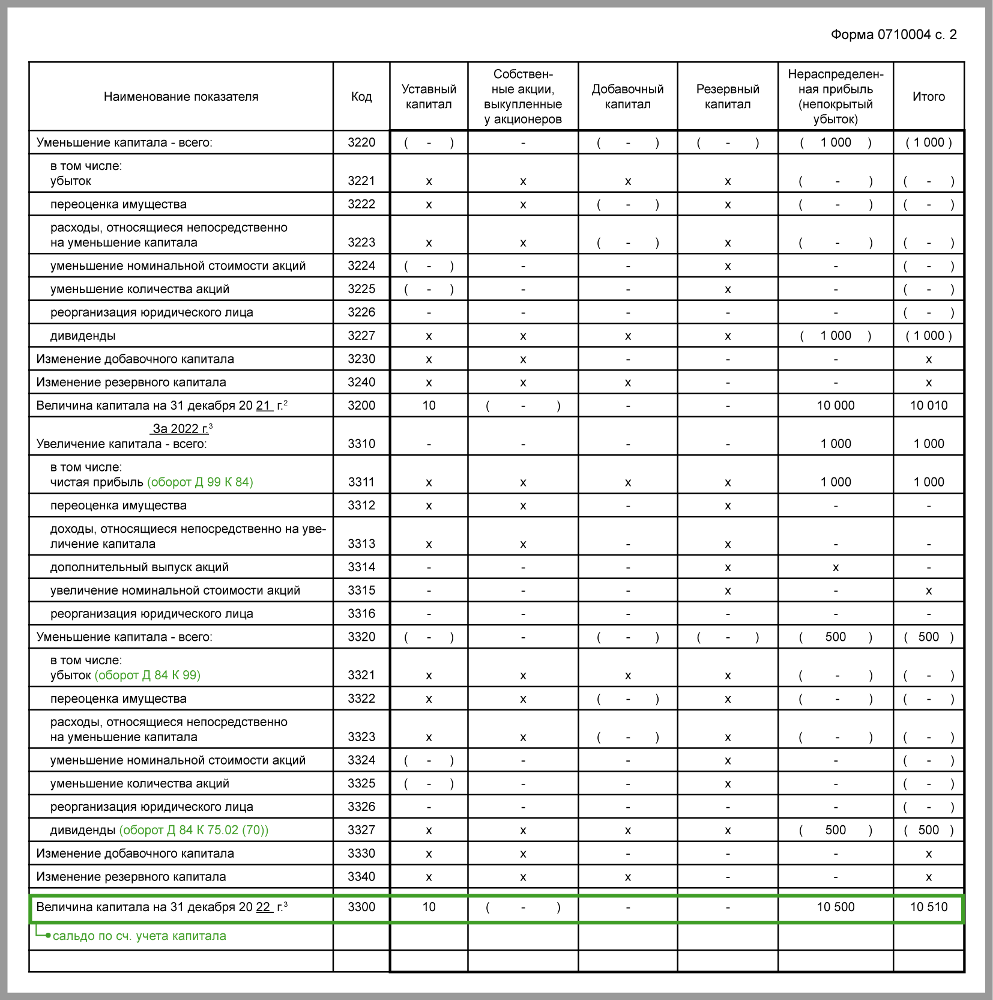 Форма 0710004 с. 2
Наименование показателя
Код
Уставный
капитал
Собствен-
ные акции,
выкупленные
у акционеров
Добавочный
капитал
Резервный
капитал
Нераспределен-
ная прибыль
(непокрытый
убыток)
Итого
Уменьшение капитала - всего: 3220 ( - ) - ( - ) ( - ) ( 1 000 ) ( 1 000 )
в том числе:
убыток 3221 х х х х ( - ) ( - )
переоценка имущества 3222 х х ( - ) х ( - ) ( - )
расходы, относящиеся непосредственно
на уменьшение капитала 3223 х х ( - ) х ( - ) ( - )
уменьшение номинальной стоимости акций 3224 ( - ) - - х - ( - )
уменьшение количества акций 3225 ( - ) - - х - ( - )
реорганизация юридического лица 3226 - - - - - ( - )
дивиденды 3227 х х х х ( 1 000 ) ( 1 000 )
Изменение добавочного капитала 3230 х х - - - х
Изменение резервного капитала 3240 х х х - - х
Величина капитала на 31 декабря 20 21 г.² 3200 10 ( - ) - - 10 000 10 010
За 2022 г.³
Увеличение капитала - всего: 3310 - - - - 1 000 1 000
в том числе:
чистая прибыль (оборот Д 99 К 84) 3311 х х х х 1 000 1 000
переоценка имущества 3312 х х - х - -
доходы, относящиеся непосредственно на уве-
личение капитала 3313 х х - х - -
дополнительный выпуск акций 3314 - - - х х -
увеличение номинальной стоимости акций 3315 - - - х - х
реорганизация юридического лица 3316 - - - - - -
Уменьшение капитала - всего: 3320 ( - ) - ( - ) ( - ) ( 500 ) ( 500 )
в том числе:
убыток (оборот Д 84 К 99) 3321 х х х х ( - ) ( - )
переоценка имущества 3322 х х ( - ) х ( - ) ( - )
расходы, относящиеся непосредственно
на уменьшение капитала 3323 х х ( - ) х ( - ) ( - )
уменьшение номинальной стоимости акций 3324 ( - ) - - х - ( - )
уменьшение количества акций 3325 ( - ) - - х - ( - )
реорганизация юридического лица 3326 - - - - - ( - )
дивиденды (оборот Д 84 К 75.02 (70)) 3327 х х х х ( 500 ) ( 500 )
Изменение добавочного капитала 3330 х х - - - х
Изменение резервного капитала 3340 х х х - - х
Величина капитала на 31 декабря 20 22 г.³ 3300 10 ( - ) - - 10 500 10 510
сальдо по сч. учета капитала